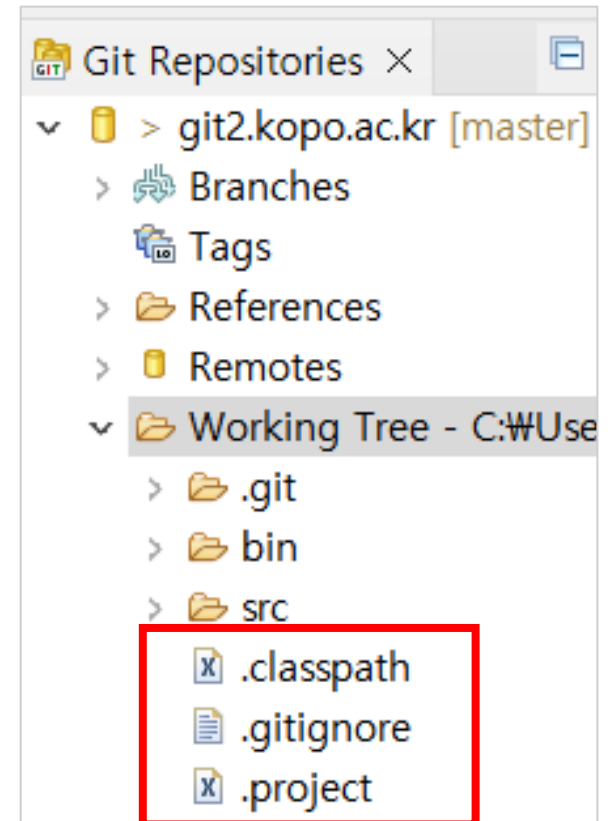 GIT Git Repositories ×
> git2.kopo.ac.kr [master]
Branches
Tags
References
Remotes
Working Tree - C:₩Use
.git
bin
src
.classpath
.gitignore
.project